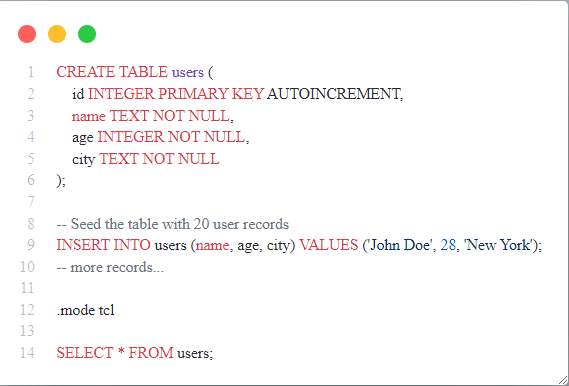 1 CREATE TABLE users (
2 id INTEGER PRIMARY KEY AUTOINCREMENT,
3 name TEXT NOT NULL,
4 age INTEGER NOT NULL,
5 city TEXT NOT NULL
6 );
7
8 -- Seed the table with 20 user records
9 INSERT INTO users (name, age, city) VALUES ('John Doe', 28, 'New York');
10 -- more records...
11
12 .mode tcl
13
14 SELECT * FROM users;